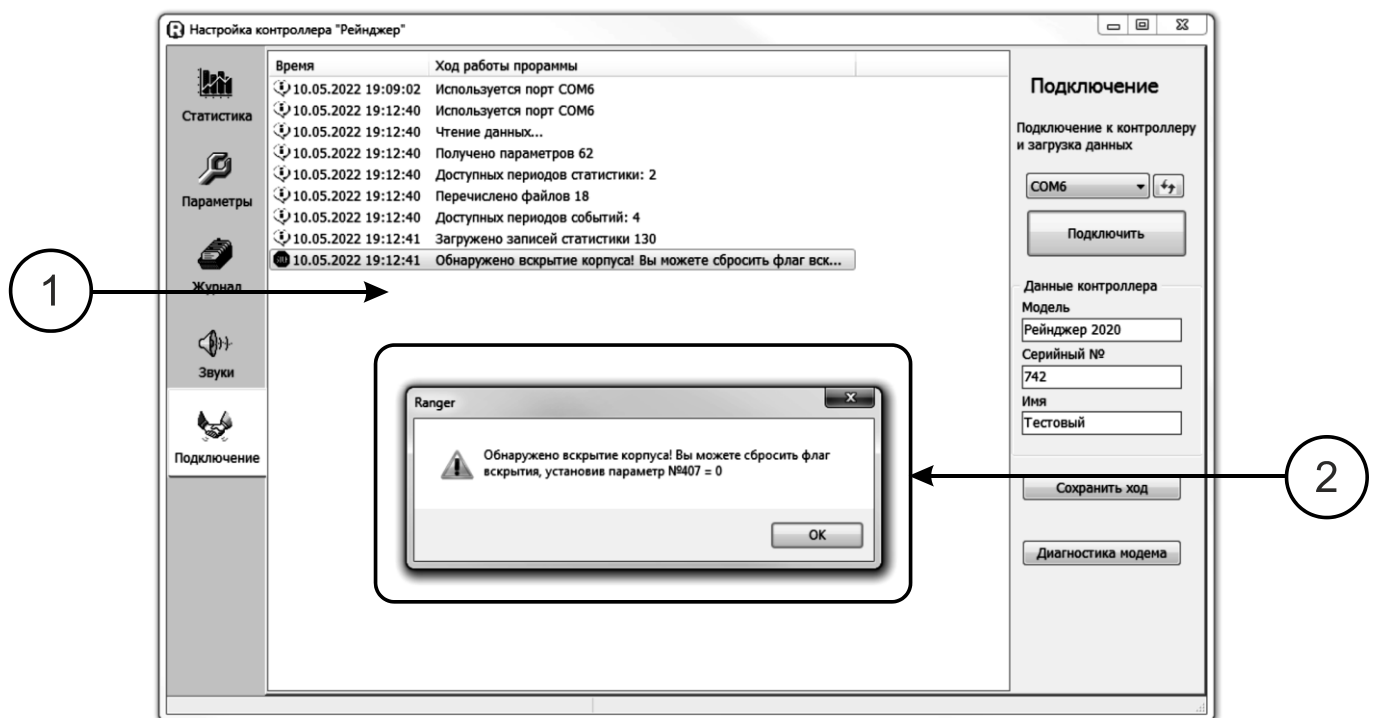 Настройка контроллера "Рейнджер"
Статистика
Параметры
Журнал
Звуки
Подключение
Время Ход работы прораммы
10.05.2022 19:09:02 Используется порт COM6
10.05.2022 19:12:40 Используется порт COM6
10.05.2022 19:12:40 Чтение данных...
10.05.2022 19:12:40 Получено параметров 62
10.05.2022 19:12:40 Доступных периодов статистики: 2
10.05.2022 19:12:40 Перечислено файлов 18
10.05.2022 19:12:40 Доступных периодов событий: 4
10.05.2022 19:12:41 Загружено записей статистики 130
10.05.2022 19:12:41 Обнаружено вскрытие корпуса! Вы можете сбросить флаг вск...
1
Ranger
Обнаружено вскрытие корпуса! Вы можете сбросить флаг
вскрытия, установив параметр №407 = 0
OK
Подключение
Подключение к контроллеру
и загрузка данных
COM6
Подключить
Данные контроллера
Модель
Рейнджер 2020
Серийный №
742
Имя
Тестовый
Сохранить ход
Диагностика модема
2